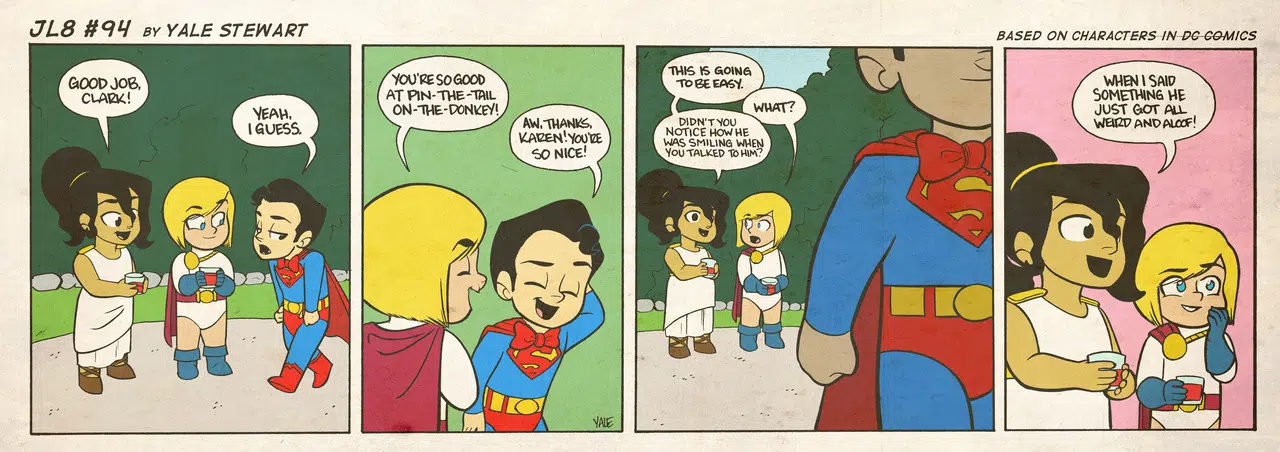 JL8 #94 BY YALE STEWART
BASED ON CHARACTERS IN DC COMICS
GOOD JOB,
CLARK!
YEAH,
I GUESS.
YOU'RE SO GOOD
AT PIN-THE-TAIL
ON-THE-DONKEY!
AW, THANKS,
KAREN! YOU'RE
SO NICE!
YALE
THIS IS GOING
TO BE EASY.
WHAT?
DIDN'T YOU
NOTICE HOW HE
WAS SMILING WHEN
YOU TALKED TO HIM?
WHEN I SAID
SOMETHING HE
JUST GOT ALL
WEIRD AND ALOOF!